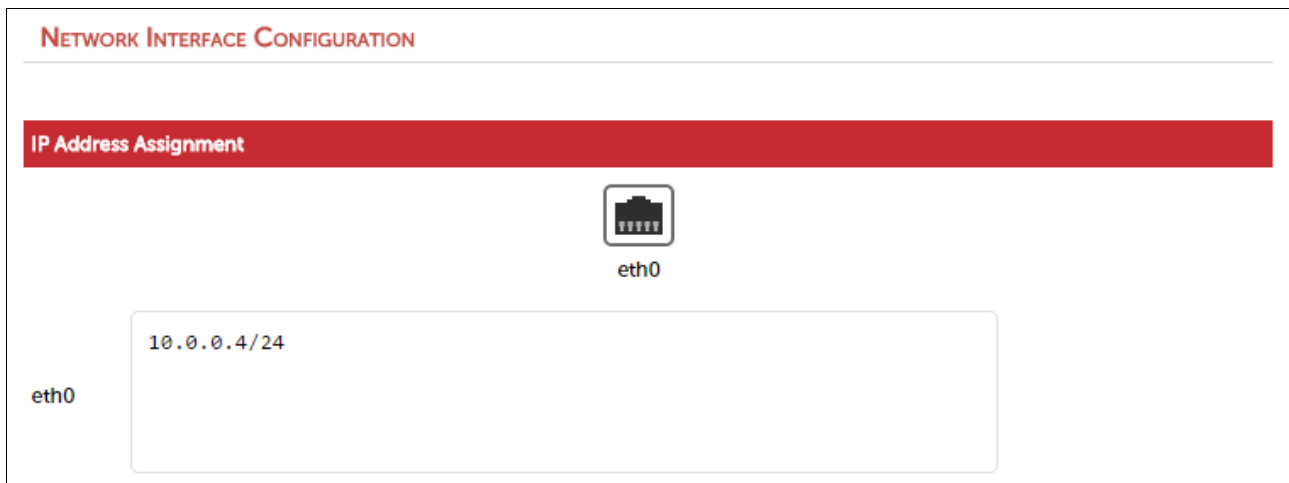 Network Interface Configuration
IP Address Assignment
eth0
10.0.0.4/24
eth0